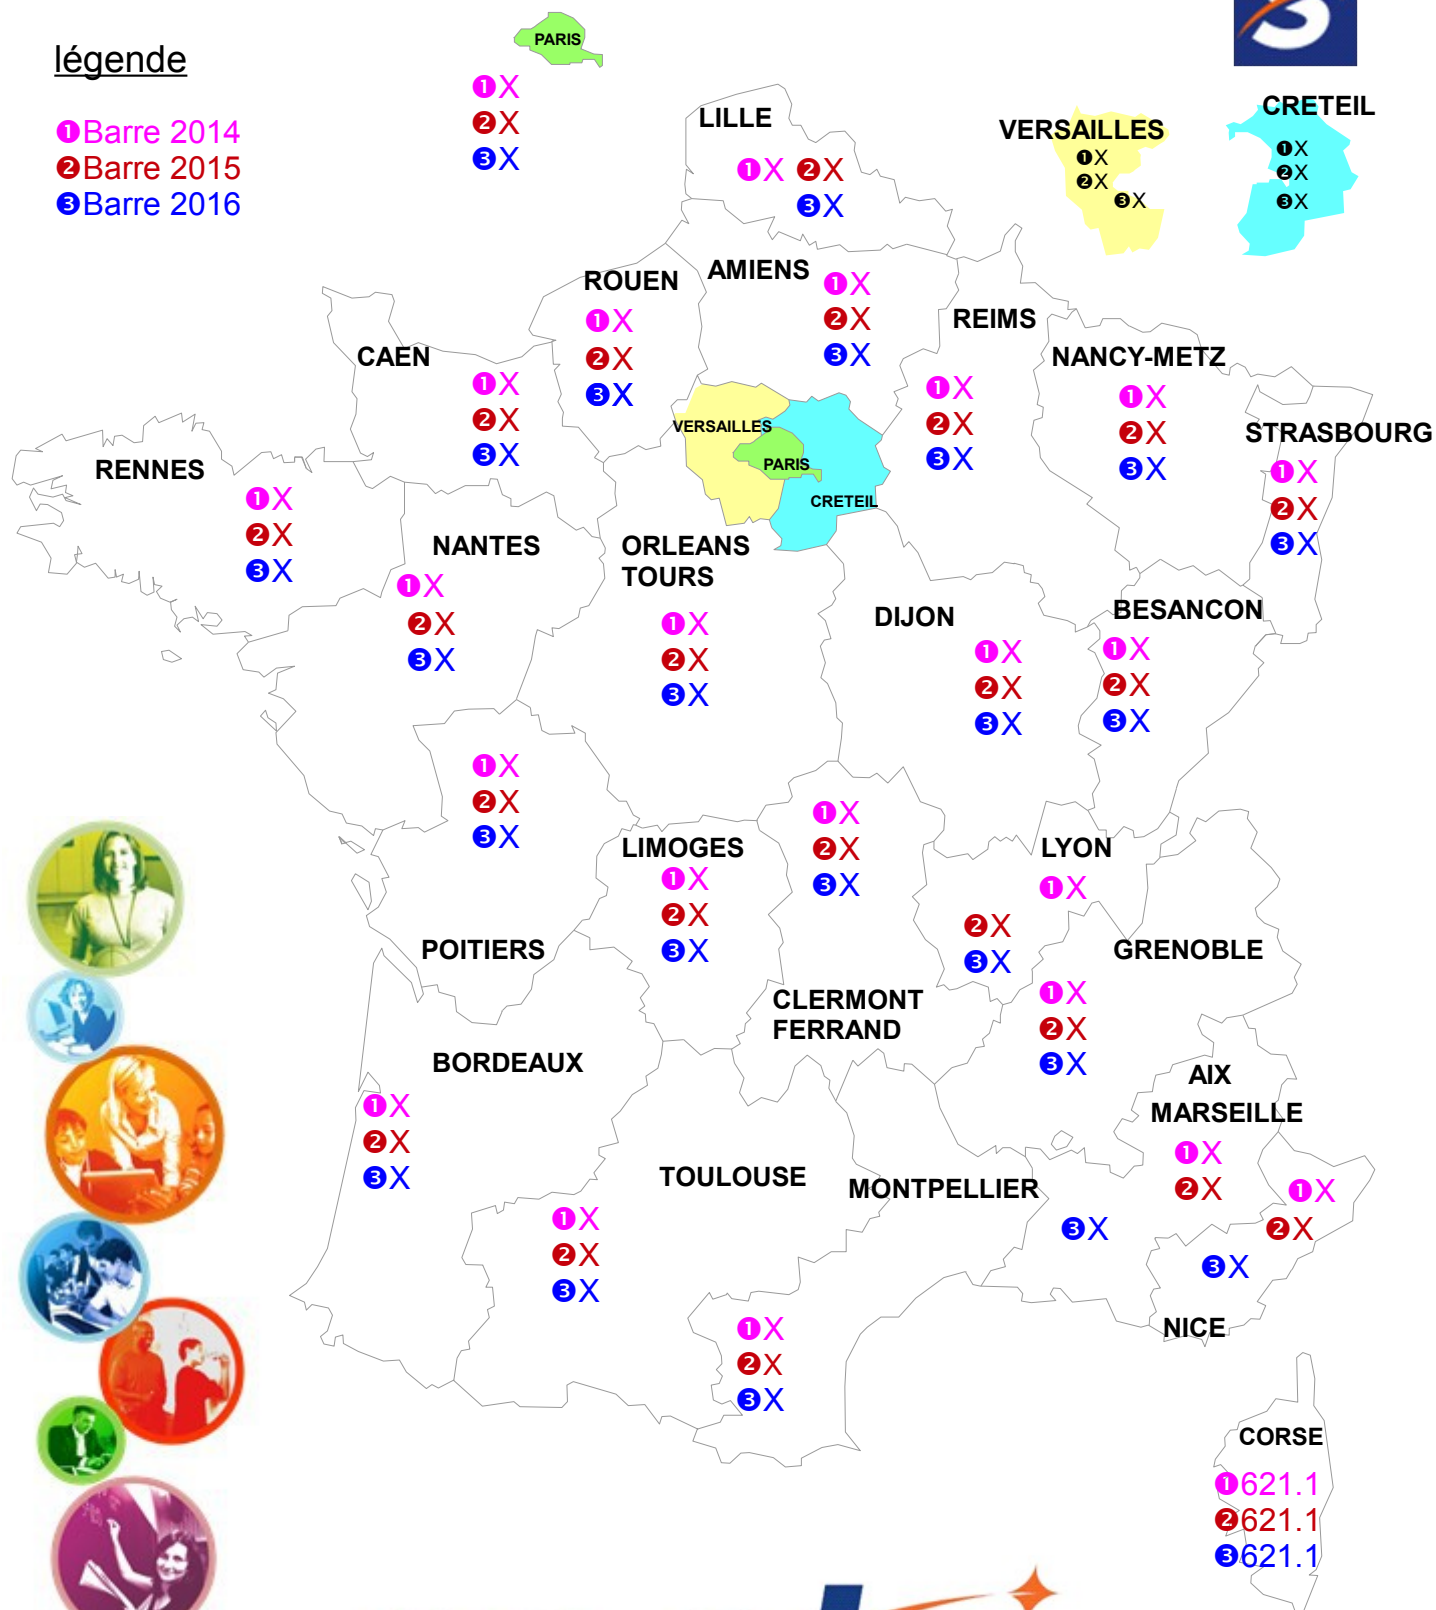 légende
❶Barre 2014
❷Barre 2015
❸Barre 2016
PARIS
❶X
❷X
❸X
LILLE
❶X ❷X
❸X
VERSAILLES
❶X
❷X
❸X
CRETEIL
❶X
❷X
❸X
ROUEN
❶X
❷X
❸X
AMIENS
❶X
❷X
❸X
REIMS
❶X
❷X
❸X
CAEN
❶X
❷X
❸X
NANCY-METZ
❶X
❷X
❸X
STRASBOURG
❶X
❷X
❸X
VERSAILLES
PARIS
CRETEIL
RENNES
❶X
❷X
❸X
NANTES
❶X
❷X
❸X
ORLEANS
TOURS
❶X
❷X
❸X
DIJON
❶X
❷X
❸X
BESANCON
❶X
❷X
❸X
❶X
❷X
❸X
POITIERS
LIMOGES
❶X
❷X
❸X
❶X
❷X
❸X
CLERMONT
FERRAND
LYON
❶X
❷X
❸X
GRENOBLE
❶X
❷X
❸X
BORDEAUX
❶X
❷X
❸X
AIX
MARSEILLE
❶X
❷X
❸X
TOULOUSE
❶X
❷X
❸X
MONTPELLIER
❶X
❷X
❸X
❶X
❷X
❸X
NICE
CORSE
❶621.1
❷621.1
❸621.1